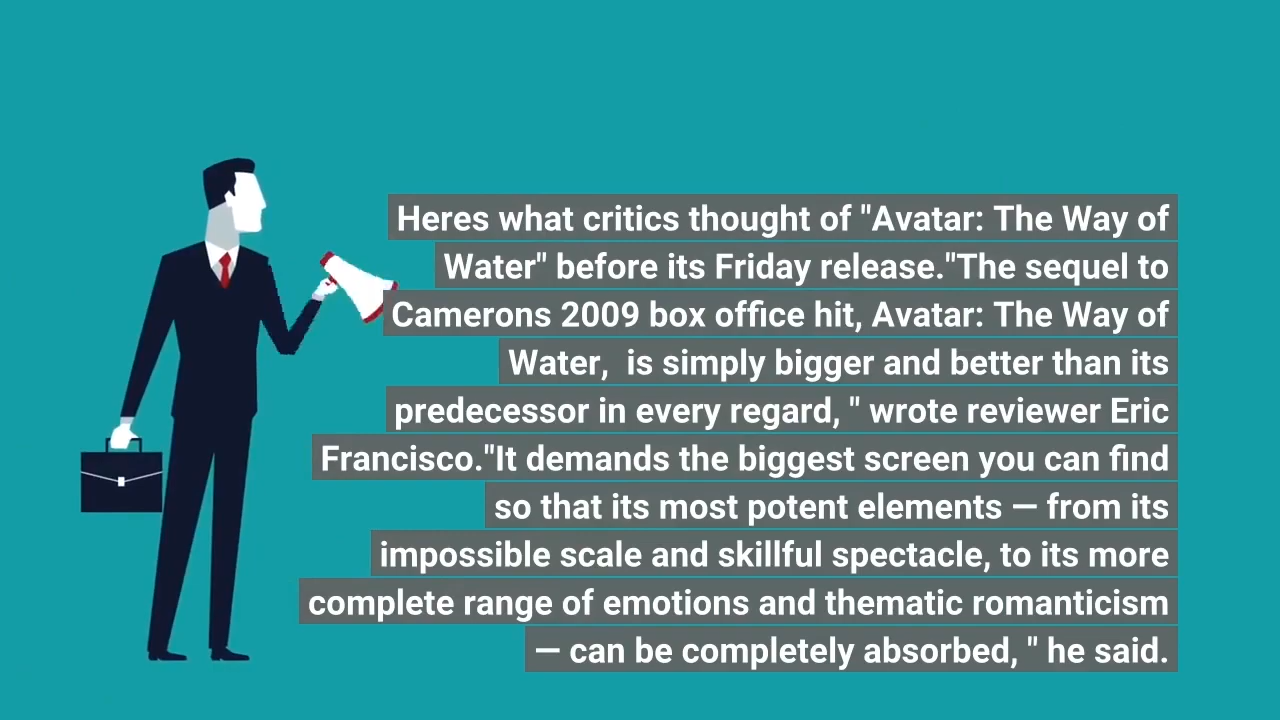 Heres what critics thought of "Avatar: The Way of
Water" before its Friday release."The sequel to
Camerons 2009 box office hit, Avatar: The Way of
Water,  is simply bigger and better than its
predecessor in every regard, " wrote reviewer Eric
Francisco."It demands the biggest screen you can find
so that its most potent elements — from its
impossible scale and skillful spectacle, to its more
complete range of emotions and thematic romanticism
— can be completely absorbed, " he said.